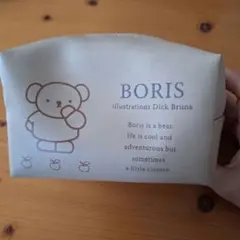 BORIS
illustrations Dick Bruna
Boris is a bear.
He is cool and
adventurous but
sometimes
a little clumsy.